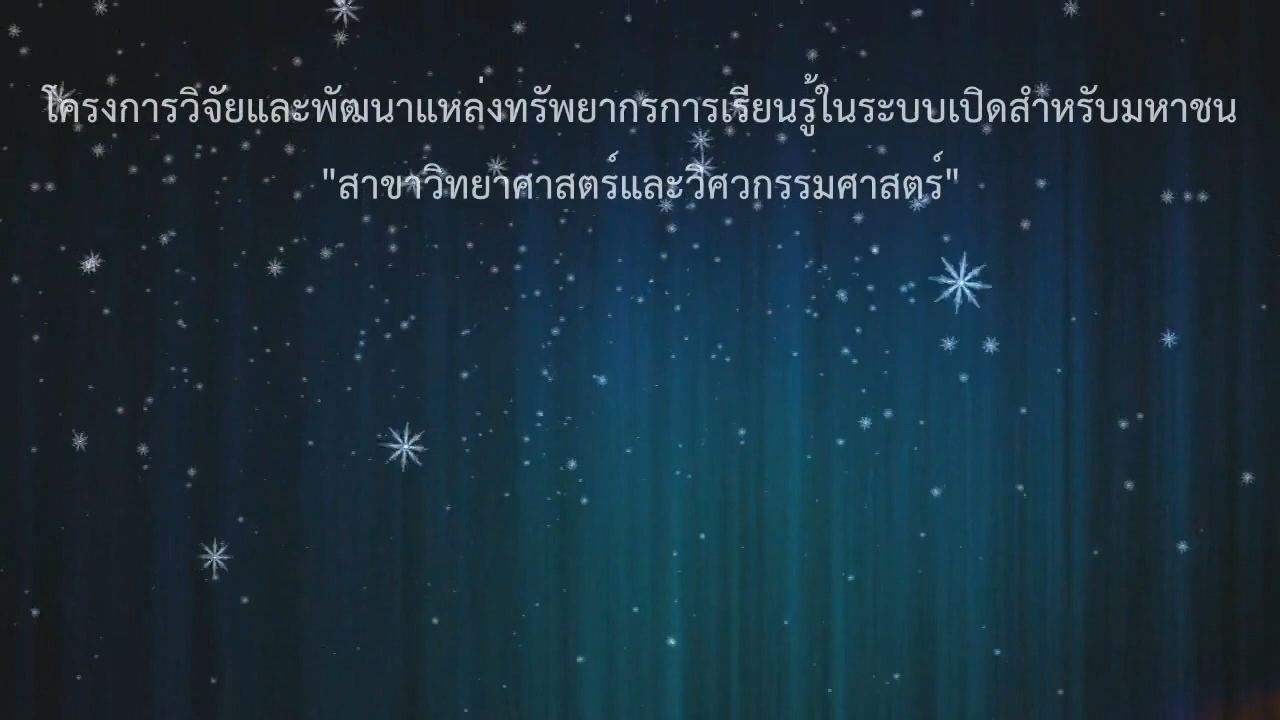 โครงการวิจัยและพัฒนาแหล่งทรัพยากรการเรียนรู้ในระบบเปิดสำหรับมหาชน
"สาขาวิทยาศาสตร์และวิศวกรรมศาสตร์"